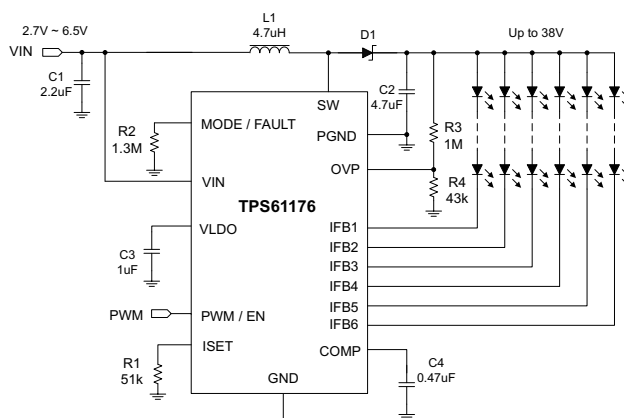 L1
4.7uH
2.7V ~ 6.5V
VIN
D1
Up to 38V
C1
2.2uF
C2
4.7uF
SW
R2
1.3M
MODE / FAULT
PGND
R3
1M
OVP
R4
43k
VIN
TPS61176
VLDO
C3
1uF
IFB1
IFB2
IFB3
IFB4
IFB5
IFB6
PWM
PWM / EN
ISET
R1
51k
COMP
C4
0.47uF
GND